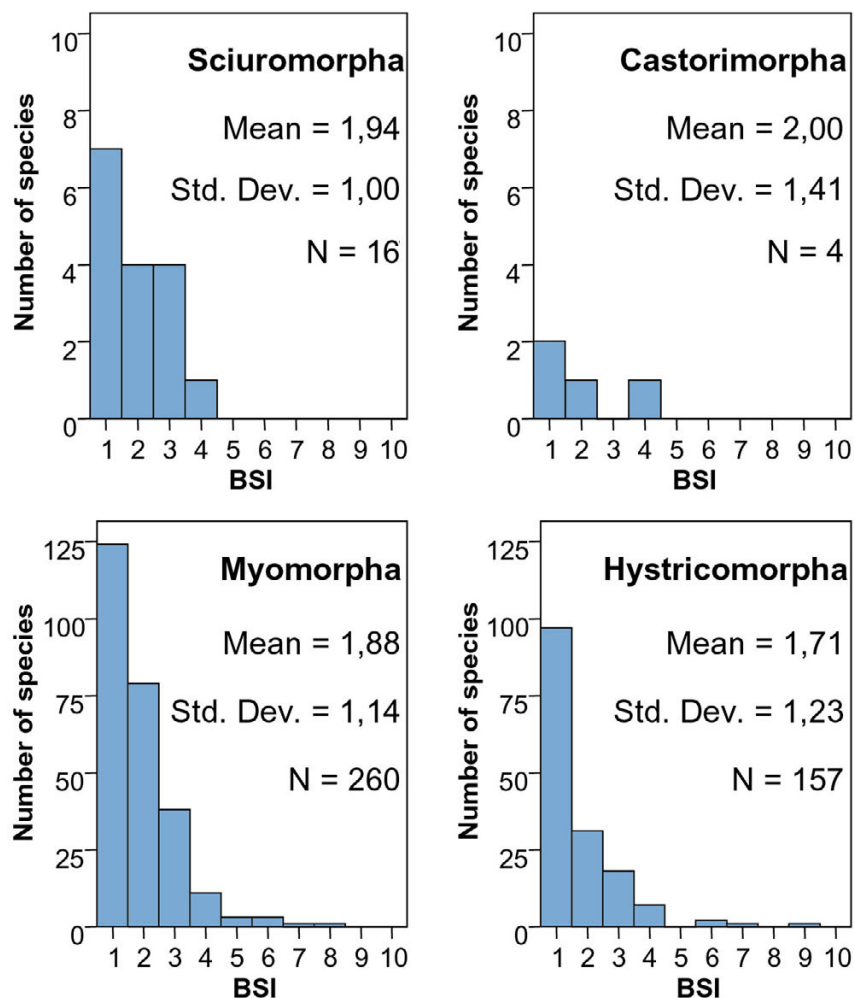 Sciuromorpha
Mean = 1,94
Std. Dev. = 1,00
N = 16
Number of species
10
8
6
4
2
0
1 2 3 4 5 6 7 8 9 10
BSI
Castorimorpha
Mean = 2,00
Std. Dev. = 1,41
N = 4
Number of species
10
8
6
4
2
0
1 2 3 4 5 6 7 8 9 10
BSI
Myomorpha
Mean = 1,88
Std. Dev. = 1,14
N = 260
Number of species
125
100
75
50
25
0
1 2 3 4 5 6 7 8 9 10
BSI
Hystricomorpha
Mean = 1,71
Std. Dev. = 1,23
N = 157
Number of species
125
100
75
50
25
0
1 2 3 4 5 6 7 8 9 10
BSI